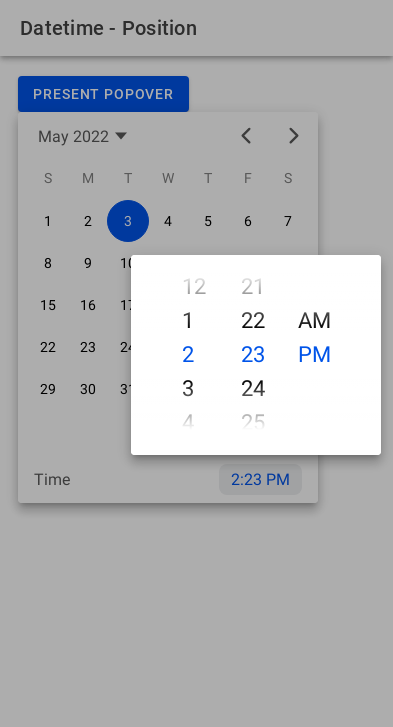 Datetime - Position
PRESENT POPOVER
May 2022
S M T W T F S
1 2 3 4 5 6 7
8 9 10
15 16 17
22 23 24
29 30 31
12 21
1 22 AM
2 23 PM
3 24
4 25
Time 2:23 PM